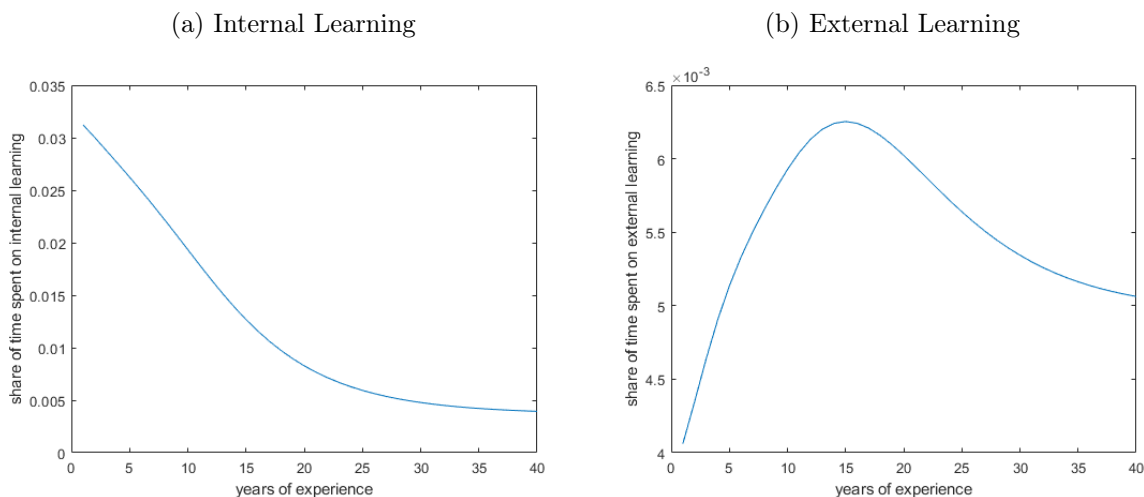 (a) Internal Learning
0.035
0.03
0.025
0.02
0.015
0.01
0.005
0
share of time spent on internal learning
0 5 10 15 20 25 30 35 40
years of experience
(b) External Learning
×10⁻³
6.5
6
5.5
5
4.5
4
share of time spent on external learning
0 5 10 15 20 25 30 35 40
years of experience